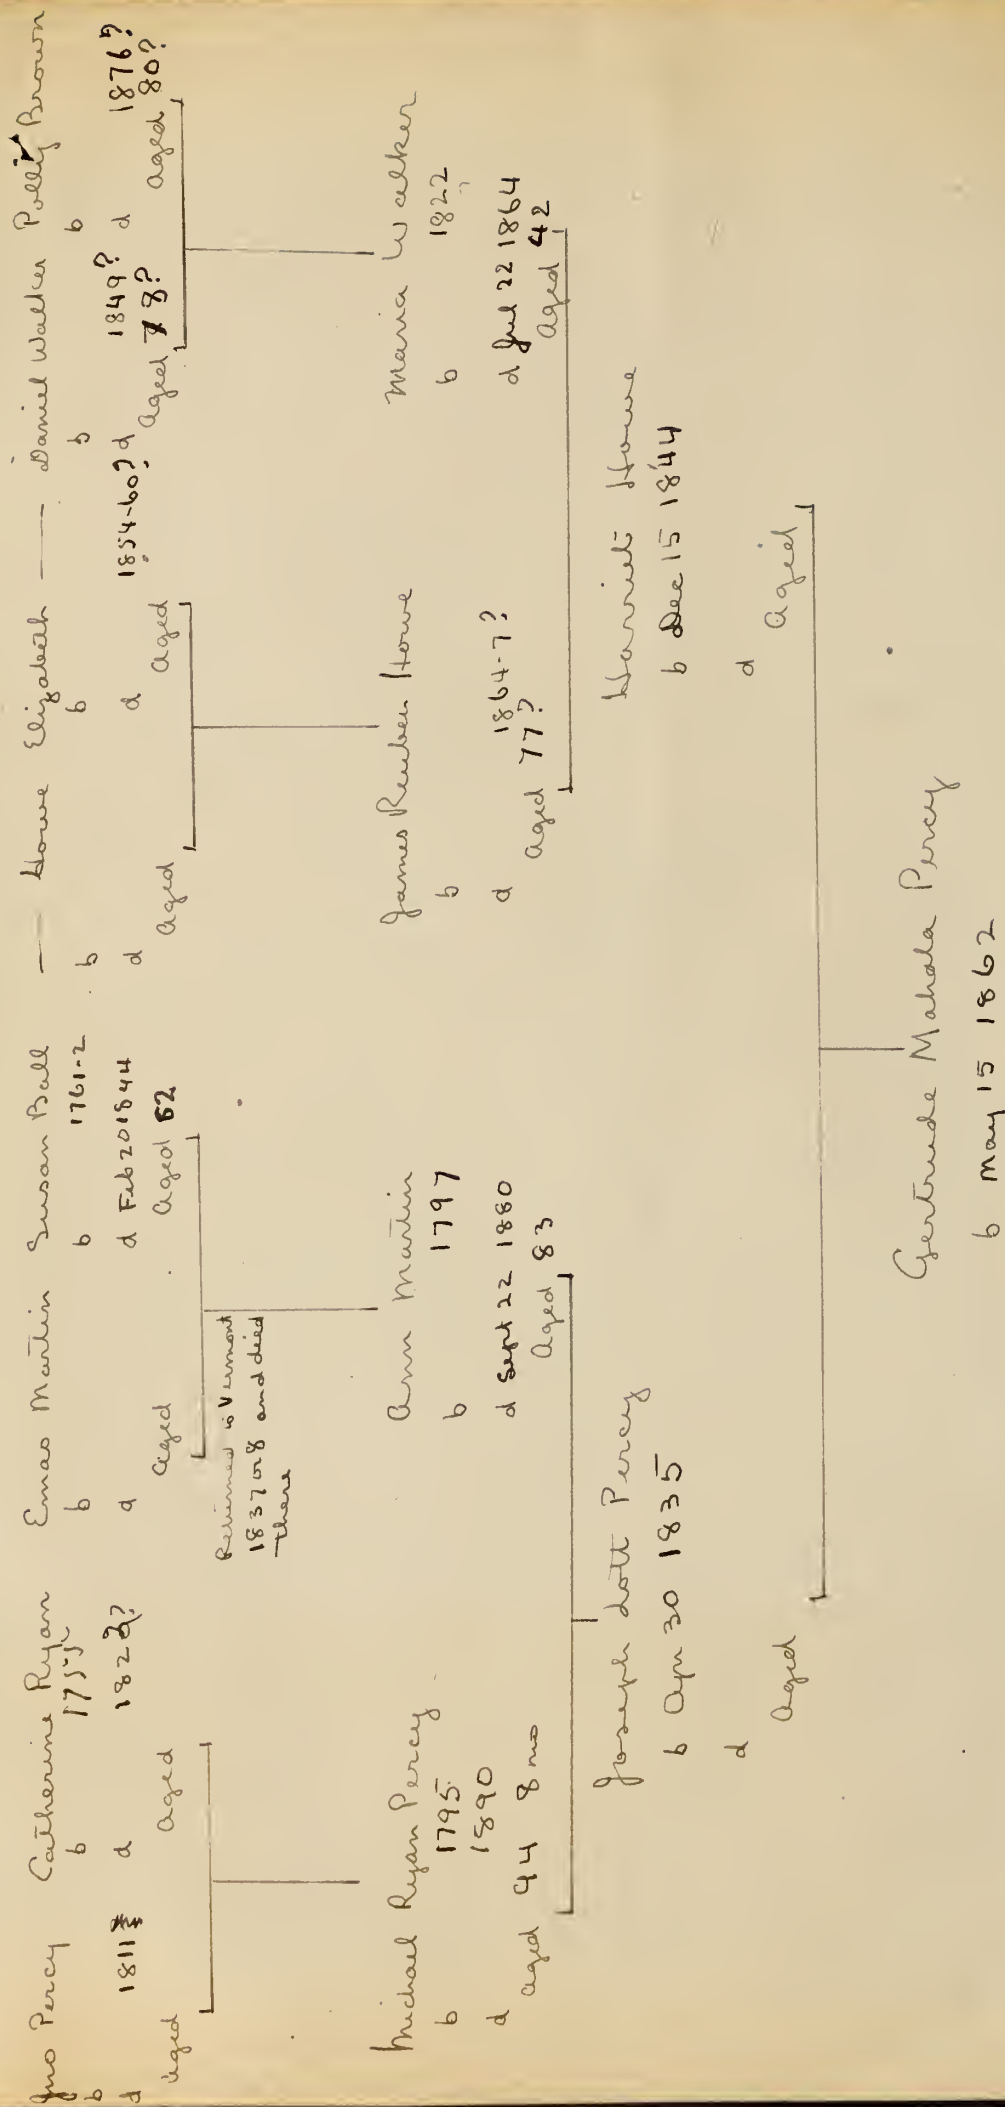 Jno Percy Catherine Ryan Emas Martin Susan Ball — Howe Elizabeth — Daniel Walker Polly Brown
b b 1755 b b 1761-2 b b b b
d 1811 d 182 ? d d Feb 20 1844 d d 1854-60? d 1849? d 1876?
Aged Aged Aged Aged 82 Aged Aged Aged 78? Aged 80?
Returned to Vermont
1837 or 8 and died
there
Michael Ryan Percy Ann Martin James Reuben Howe Maria Walker
b 1795 b 1797 b b 1822
d 1890 d Sept 22 1880 d 1864-7? d Jul 22 1864
aged 94 8 mo Aged 83 Aged 77? Aged 42
Joseph Lott Percy Harriet Howe
b Apr 30 1835 b Dec 15 1844
d d
Aged Aged
Gertrude Mahala Percy
b May 15 1862